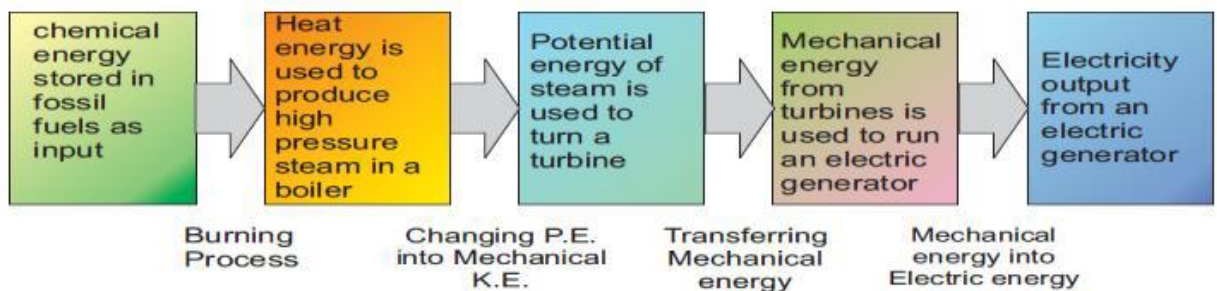 chemical
energy
stored in
fossil
fuels as
input
Heat
energy is
used to
produce
high
pressure
steam in a
boiler
Potential
energy of
steam is
used to
turn a
turbine
Mechanical
energy
from
turbines is
used to run
an electric
generator
Electricity
output
from an
electric
generator
Burning
Process
Changing P.E.
into Mechanical
K.E.
Transferring
Mechanical
energy
Mechanical
energy into
Electric energy